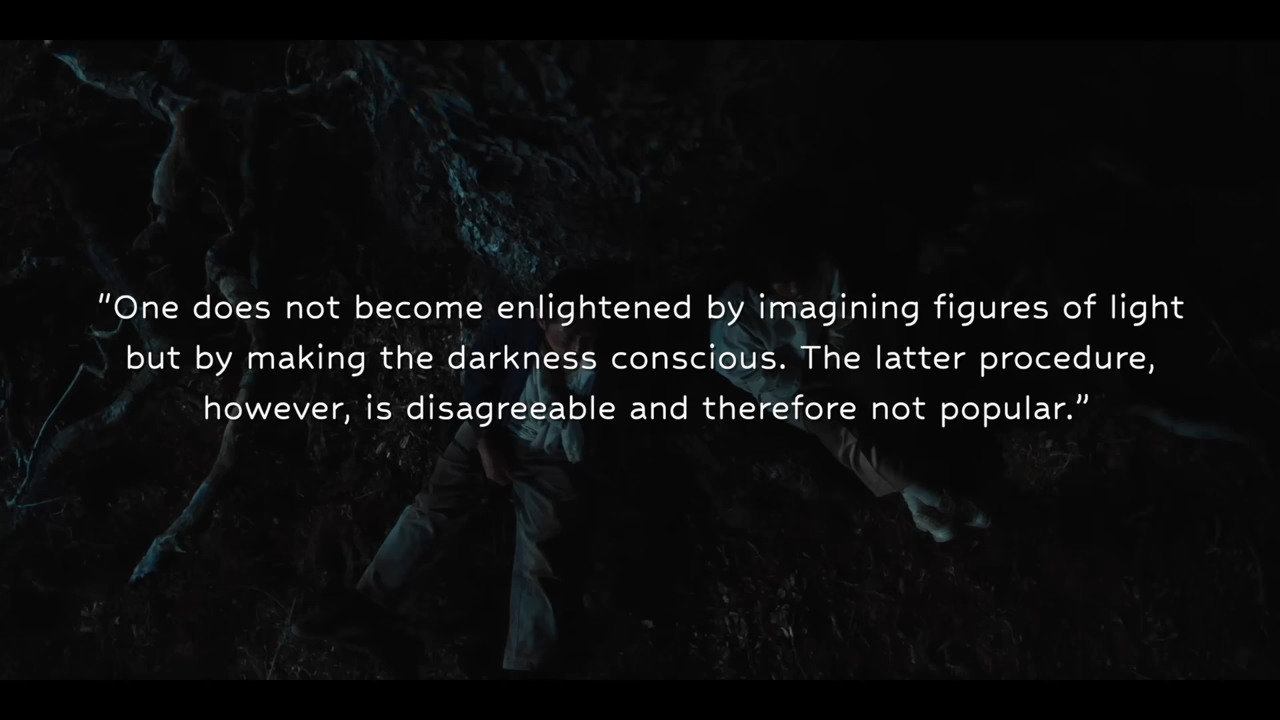 “One does not become enlightened by imagining figures of light
but by making the darkness conscious. The latter procedure,
however, is disagreeable and therefore not popular.”